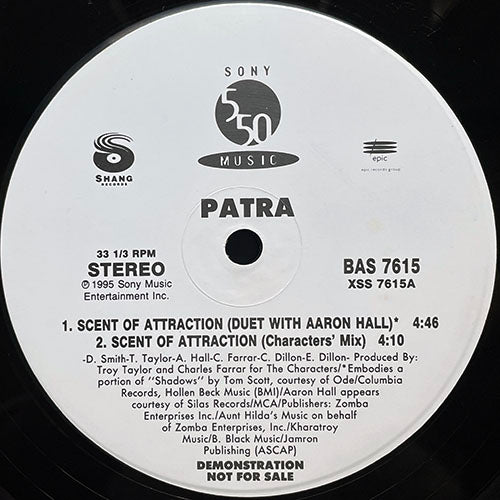 SONY
550
MUSIC
SHANG
RECORDS
epic
epic records group
PATRA
33 1/3 RPM
STEREO
℗ 1995 Sony Music
Entertainment Inc.
BAS 7615
XSS 7615A
1. SCENT OF ATTRACTION (DUET WITH AARON HALL)* 4:46
2. SCENT OF ATTRACTION (Characters' Mix) 4:10
-D. Smith-T. Taylor-A. Hall-C. Farrar-C. Dillon-E. Dillon- Produced By:
Troy Taylor and Charles Farrar for The Characters/*Embodies a
portion of "Shadows" by Tom Scott, courtesy of Ode/Columbia
Records, Hollen Beck Music (BMI)/Aaron Hall appears
courtesy of Silas Records/MCA/Publishers: Zomba
Enterprises Inc./Aunt Hilda's Music on behalf
of Zomba Enterprises, Inc./Kharatroy
Music/B. Black Music/Jamron
Publishing (ASCAP)
DEMONSTRATION
NOT FOR SALE